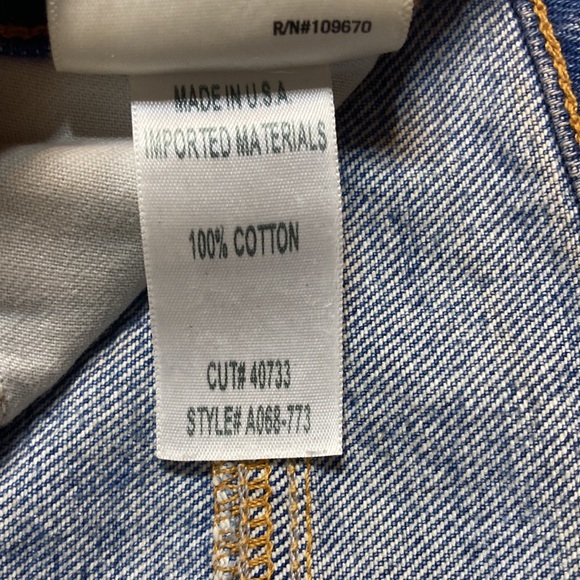 R/N#109670
MADE IN U S A
IMPORTED MATERIALS
100% COTTON
CUT# 40733
STYLE# A068-773